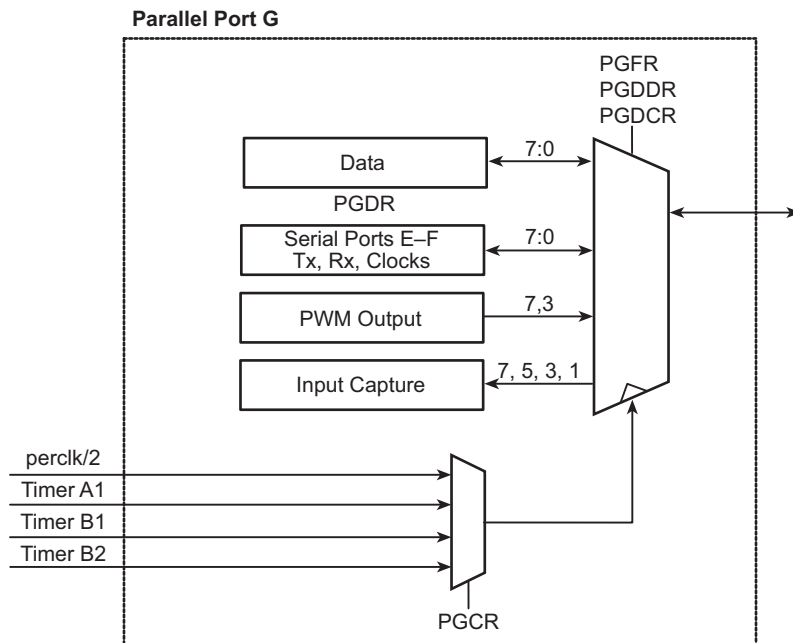 Parallel Port G
PGFR
PGDDR
PGDCR
Data
7:0
PGDR
Serial Ports E–F
Tx, Rx, Clocks
7:0
PWM Output
7,3
Input Capture
7, 5, 3, 1
perclk/2
Timer A1
Timer B1
Timer B2
PGCR